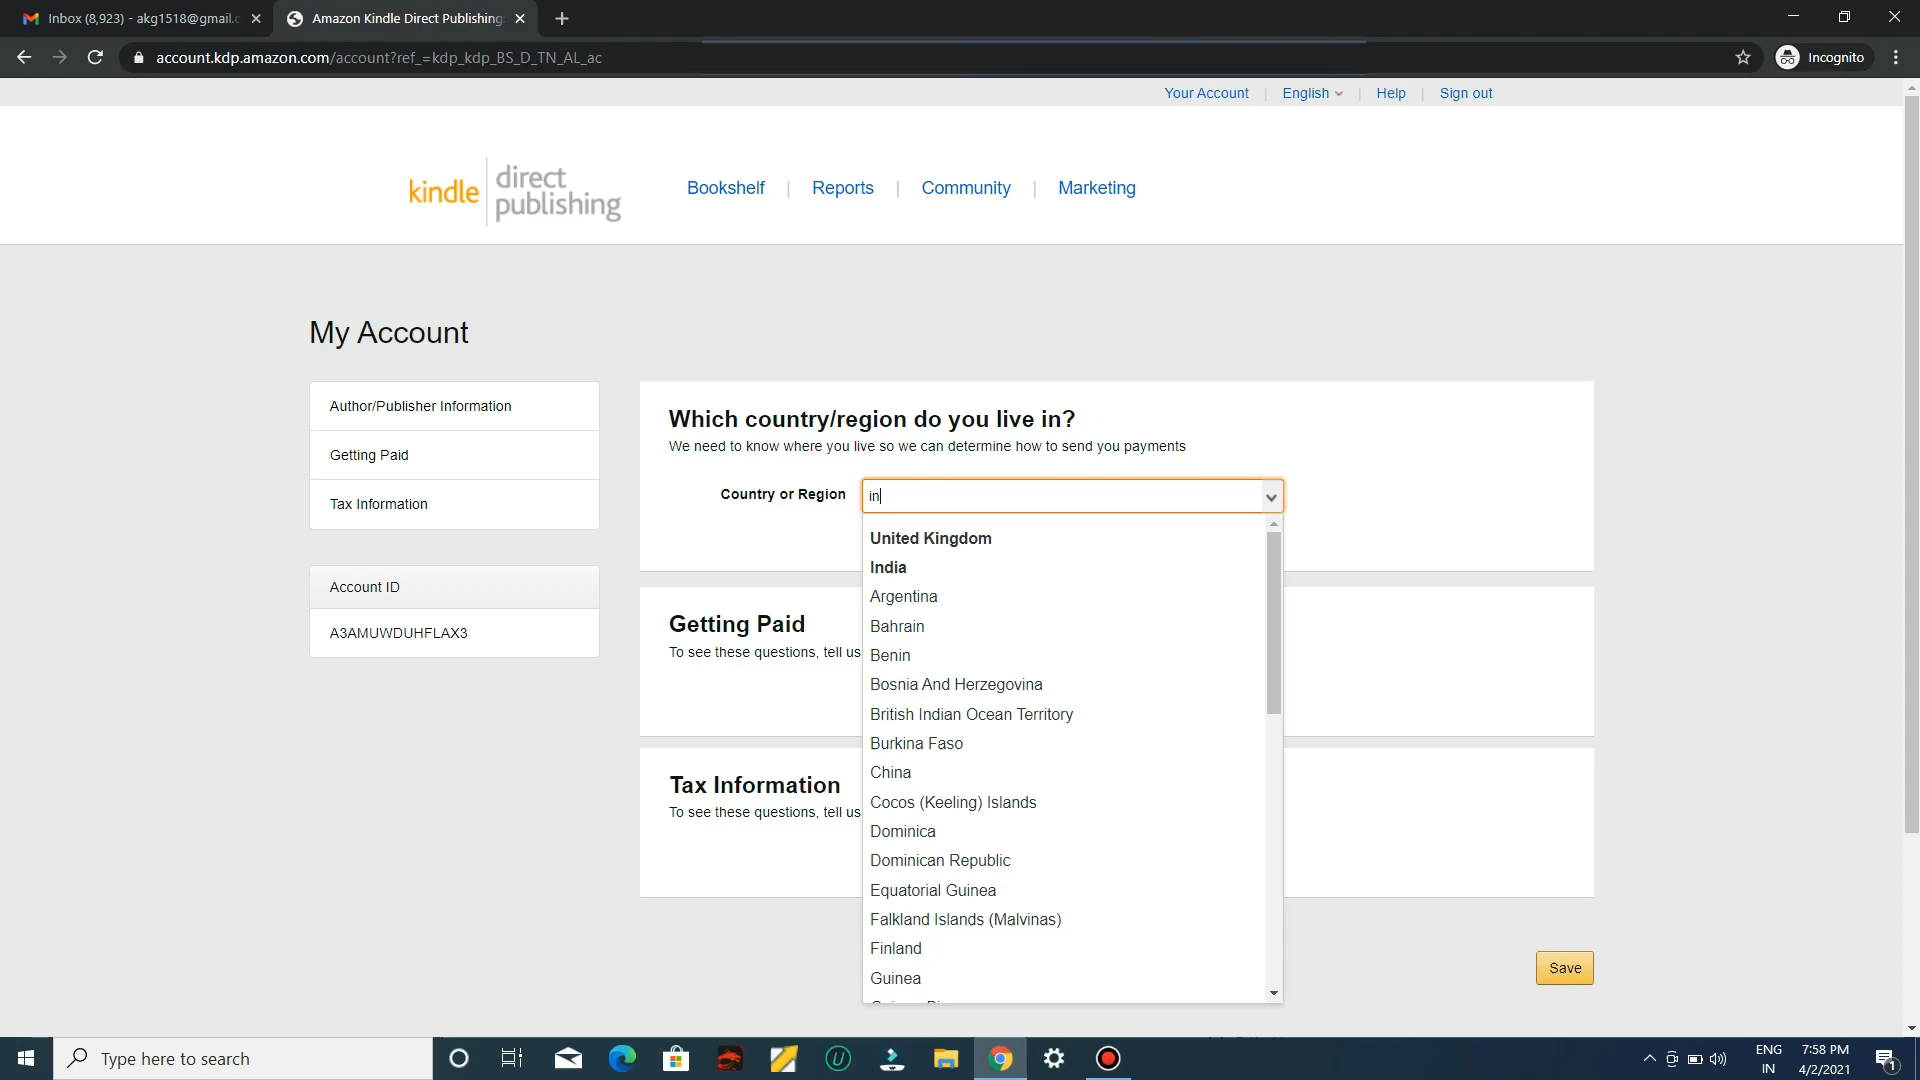 Inbox (8,923) - akg1518@gmail.c
Amazon Kindle Direct Publishing:
account.kdp.amazon.com/account?ref_=kdp_kdp_BS_D_TN_AL_ac
Incognito
Your Account | English | Help | Sign out
kindle direct publishing
Bookshelf | Reports | Community | Marketing
My Account
Author/Publisher Information
Getting Paid
Tax Information
Account ID
A3AMUWDUHFLAX3
Which country/region do you live in?
We need to know where you live so we can determine how to send you payments
Country or Region
in
United Kingdom
India
Argentina
Bahrain
Benin
Bosnia And Herzegovina
British Indian Ocean Territory
Burkina Faso
China
Cocos (Keeling) Islands
Dominica
Dominican Republic
Equatorial Guinea
Falkland Islands (Malvinas)
Finland
Guinea
Getting Paid
To see these questions, tell us
Tax Information
To see these questions, tell us
Save
Type here to search
ENG
IN
7:58 PM
4/2/2021
1